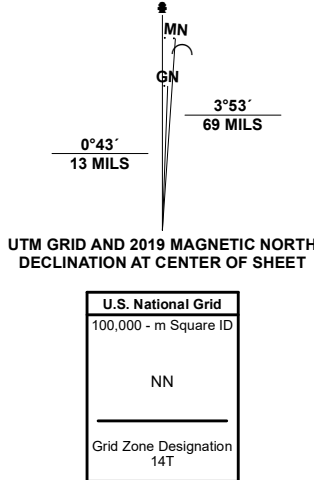 MN
GN
3°53´
69 MILS
0°43´
13 MILS
UTM GRID AND 2019 MAGNETIC NORTH
DECLINATION AT CENTER OF SHEET
U.S. National Grid
100,000 - m Square ID
NN
Grid Zone Designation
14T